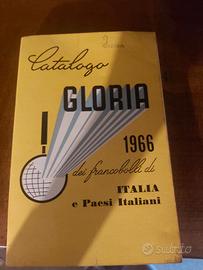 Catalogo
GLORIA
1966
dei francobolli di
ITALIA
e Paesi Italiani
subito